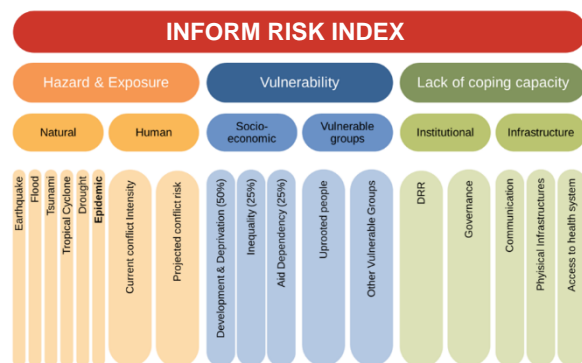 INFORM RISK INDEX
Hazard & Exposure
Vulnerability
Lack of coping capacity
Natural
Human
Socio-
economic
Vulnerable
groups
Institutional
Infrastructure
Earthquake
Flood
Tsunami
Tropical Cyclone
Drought
Epidemic
Current conflict Intensity
Projected conflict risk
Development & Deprivation (50%)
Inequality (25%)
Aid Dependency (25%)
Uprooted people
Other Vulnerable Groups
DRR
Governance
Communication
Phyisical Infrastructures
Access to health system